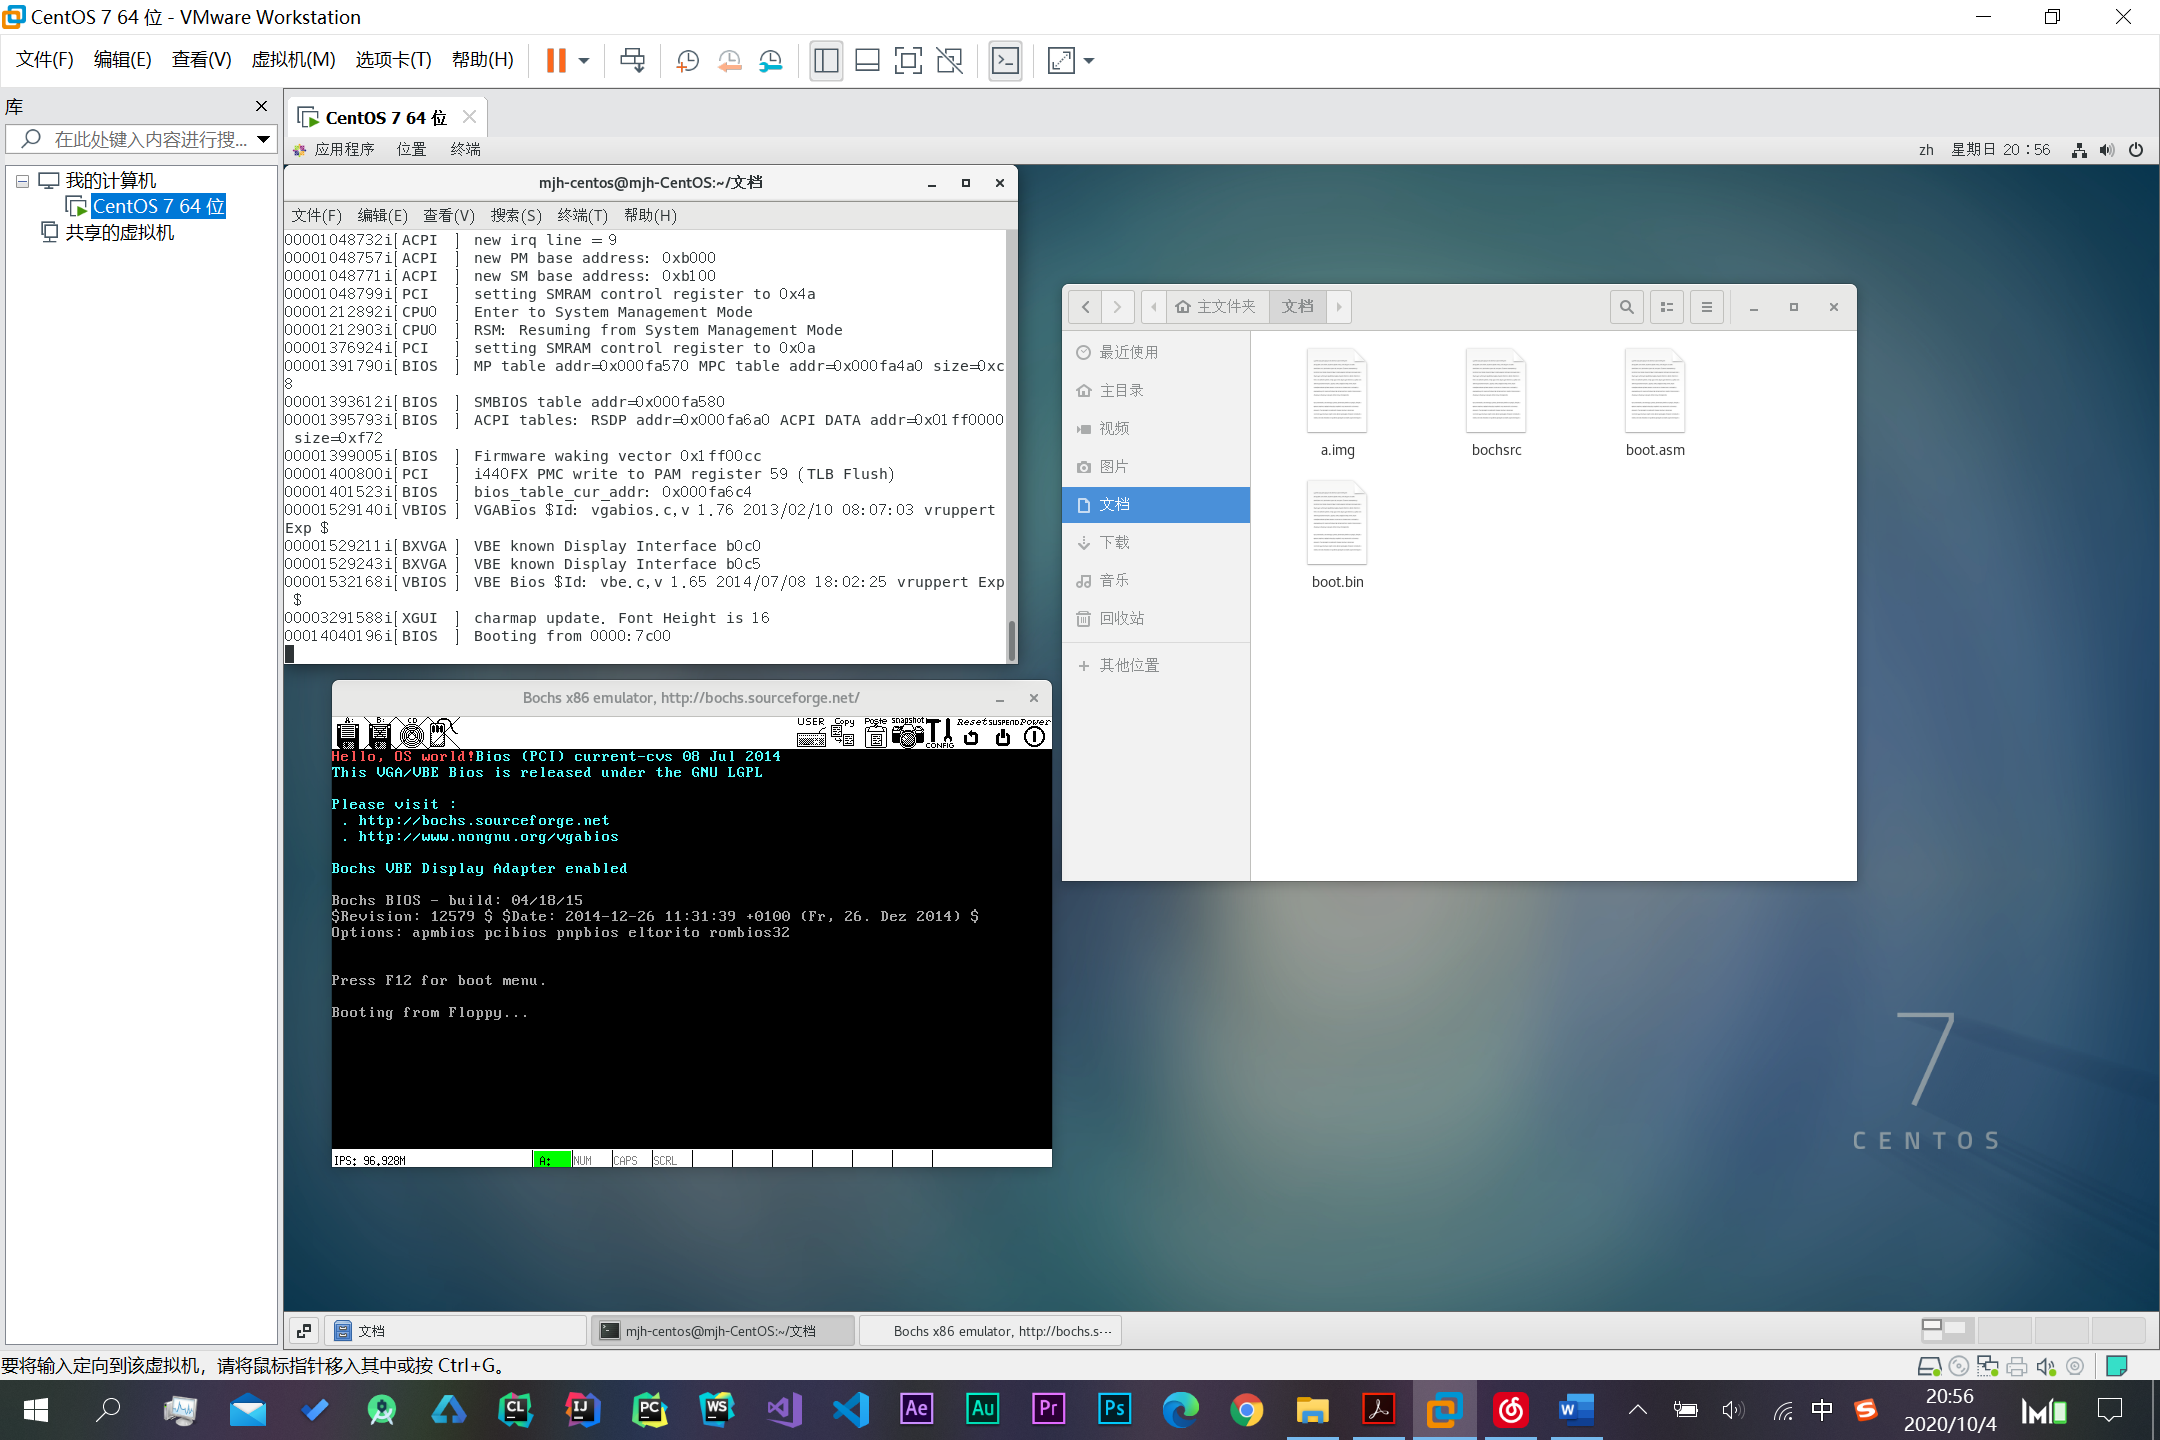 CentOS 7 64 位 - VMware Workstation
文件(F) 编辑(E) 查看(V) 虚拟机(M) 选项卡(T) 帮助(H)
库
在此处键入内容进行搜...
我的计算机
CentOS 7 64 位
共享的虚拟机
CentOS 7 64 位
应用程序 位置 终端
zh 星期日 20：56
mjh-centos@mjh-CentOS:~/文档
文件(F) 编辑(E) 查看(V) 搜索(S) 终端(T) 帮助(H)
00001048732i[ACPI  ] new irq line = 9
00001048757i[ACPI  ] new PM base address: 0xb000
00001048771i[ACPI  ] new SM base address: 0xb100
00001048799i[PCI   ] setting SMRAM control register to 0x4a
00001212892i[CPU0  ] Enter to System Management Mode
00001212903i[CPU0  ] RSM: Resuming from System Management Mode
00001376924i[PCI   ] setting SMRAM control register to 0x0a
00001391790i[BIOS  ] MP table addr=0x000fa570 MPC table addr=0x000fa4a0 size=0xc
8
00001393612i[BIOS  ] SMBIOS table addr=0x000fa580
00001395793i[BIOS  ] ACPI tables: RSDP addr=0x000fa6a0 ACPI DATA addr=0x01ff0000
size=0xf72
00001399005i[BIOS  ] Firmware waking vector 0x1ff00cc
00001400800i[PCI   ] i440FX PMC write to PAM register 59 (TLB Flush)
00001401523i[BIOS  ] bios_table_cur_addr: 0x000fa6c4
00001529140i[VBIOS ] VGABios $Id: vgabios.c,v 1.76 2013/02/10 08:07:03 vruppert
Exp $
00001529211i[BXVGA ] VBE known Display Interface b0c0
00001529243i[BXVGA ] VBE known Display Interface b0c5
00001532168i[VBIOS ] VBE Bios $Id: vbe.c,v 1.65 2014/07/08 18:02:25 vruppert Exp
$
00003291588i[XGUI  ] charmap update. Font Height is 16
00014040196i[BIOS  ] Booting from 0000:7c00
主文件夹 文档
最近使用
主目录
视频
图片
文档
下载
音乐
回收站
其他位置
a.img
bochsrc
boot.asm
boot.bin
Bochs x86 emulator, http://bochs.sourceforge.net/
A: B: CD USER Copy Paste Snapshot CONFIG Reset SUSPEND Power
Hello, OS world!Bios (PCI) current-cvs 08 Jul 2014
This VGA/VBE Bios is released under the GNU LGPL
Please visit :
. http://bochs.sourceforge.net
. http://www.nongnu.org/vgabios
Bochs VBE Display Adapter enabled
Bochs BIOS - build: 04/18/15
$Revision: 12579 $ $Date: 2014-12-26 11:31:39 +0100 (Fr, 26. Dez 2014) $
Options: apmbios pcibios pnpbios eltorito rombios32
Press F12 for boot menu.
Booting from Floppy...
IPS: 96.928M A: NUM CAPS SCRL
7
CENTOS
文档
mjh-centos@mjh-CentOS:~/文档
Bochs x86 emulator, http://bochs.s···
要将输入定向到该虚拟机，请将鼠标指针移入其中或按 Ctrl+G。
CL IJ PC WS Ae Au Pr Ps W
中
S
20:56
2020/10/4